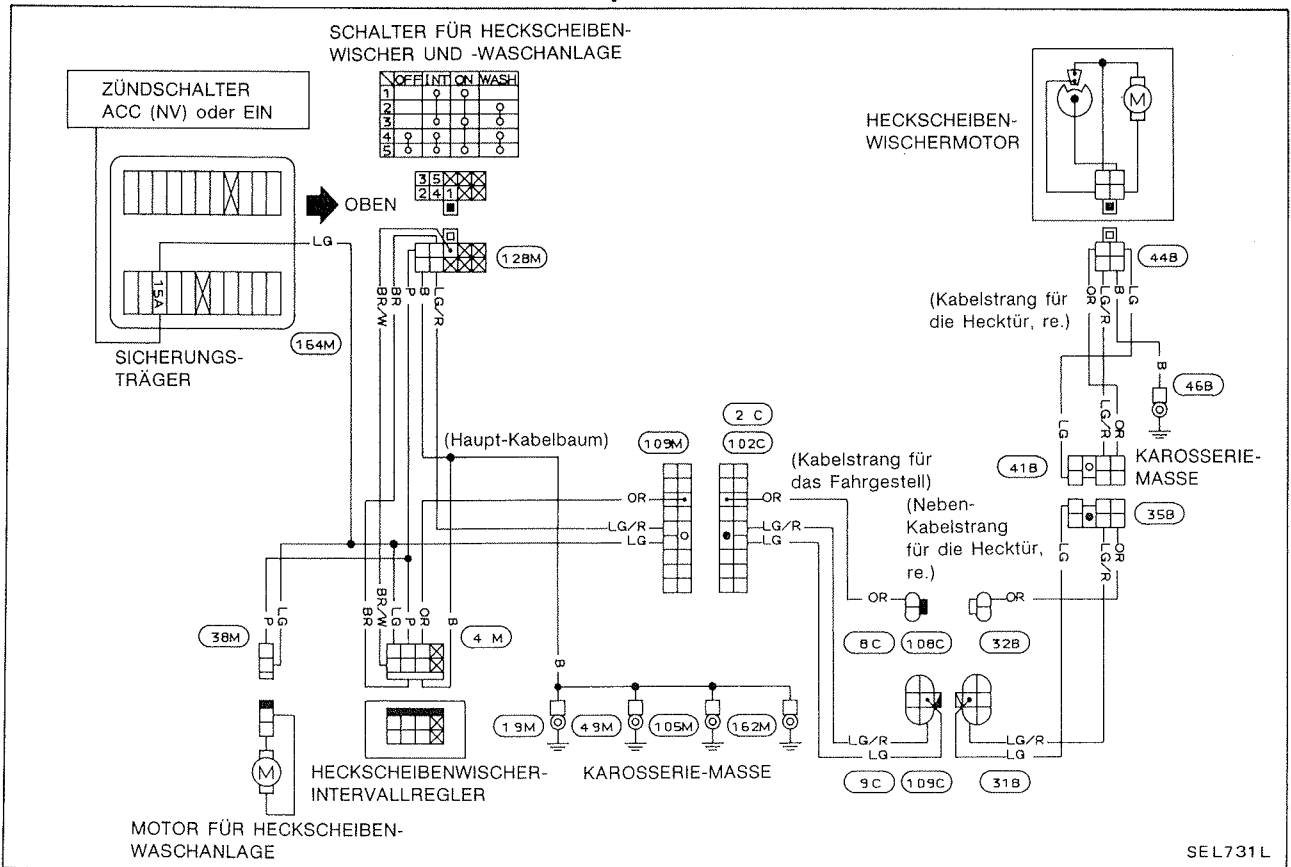 SCHALTER FÜR HECKSCHEIBEN-
WISCHER UND -WASCHANLAGE
OFF INT ON WASH
1
2
3
4
5
ZÜNDSCHALTER
ACC (NV) oder EIN
OBEN
3 5
2 4 1
LG
15A
128M
164M
SICHERUNGS-
TRÄGER
BR/W
BR
P
B
LG/R
HECKSCHEIBEN-
WISCHERMOTOR
M
44B
OR
LG/R
B
LG
(Kabelstrang für
die Hecktür, re.)
B
46B
LG
LG/R
OR
KAROSSERIE-
MASSE
41B
35B
LG
LG/R
OR
(Haupt-Kabelbaum)
109M
2 C
102C
(Kabelstrang für
das Fahrgestell)
(Neben-
Kabelstrang
für die Hecktür,
re.)
OR
LG/R
LG
OR
LG/R
LG
OR
OR
8C
108C
32B
P
LG
38M
BR
BR/W
LG
P
OR
B
4 M
B
19M
49M
105M
162M
KAROSSERIE-MASSE
LG/R
LG
LG/R
LG
9C
109C
31B
M
HECKSCHEIBENWISCHER-
INTERVALLREGLER
MOTOR FÜR HECKSCHEIBEN-
WASCHANLAGE
SEL731L